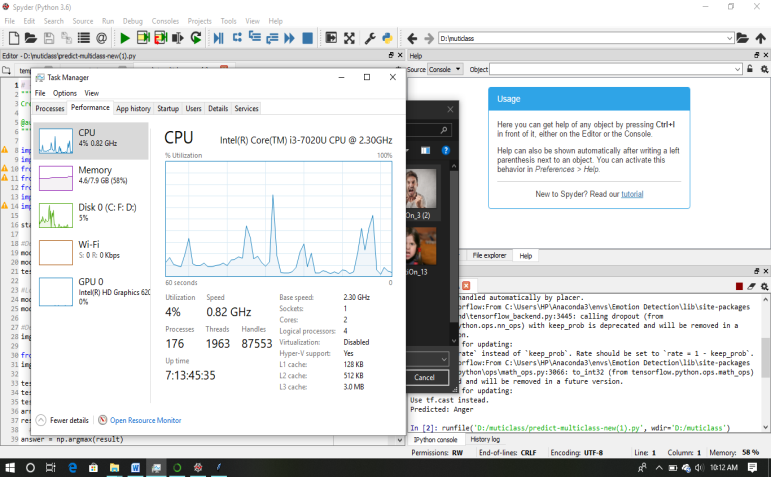 Spyder (Python 3.6)
File Edit Search Source Run Debug Consoles Projects Tools View Help
D:\muticlass
Editor - D:\muticlass\predict-multiclass-new(1).py
Help
Source Console Object
Usage
Here you can get help of any object by pressing Ctrl+I
in front of it, either on the Editor or the Console.
Help can also be shown automatically after writing a left
parenthesis next to an object. You can activate this
behavior in Preferences > Help.
New to Spyder? Read our tutorial
File explorer Help
Task Manager
File Options View
Processes Performance App history Startup Users Details Services
CPU
4% 0.82 GHz
Memory
4.6/7.9 GB (58%)
Disk 0 (C: F: D:)
5%
Wi-Fi
S: 0 R: 0 Kbps
GPU 0
Intel(R) HD Graphics 620
0%
CPU
Intel(R) Core(TM) i3-7020U CPU @ 2.30GHz
% Utilization 100%
60 seconds 0
Utilization Speed
4% 0.82 GHz
Processes Threads Handles
176 1963 87553
Up time
7:13:45:35
Base speed: 2.30 GHz
Sockets: 1
Cores: 2
Logical processors: 4
Virtualization: Disabled
Hyper-V support: Yes
L1 cache: 128 KB
L2 cache: 512 KB
L3 cache: 3.0 MB
Fewer details Open Resource Monitor
39 answer = np.argmax(result)
On_3 (2)
iOn_13
Cancel
handled automatically by placer.
orflow:From C:\Users\HP\Anaconda3\envs\Emotion Detection\lib\site-packages
nd\tensorflow_backend.py:3445: calling dropout (from
ython.ops.nn_ops) with keep_prob is deprecated and will be removed in a
on.
for updating:
rate` instead of `keep_prob`. Rate should be set to `rate = 1 - keep_prob`.
orflow:From C:\Users\HP\Anaconda3\envs\Emotion Detection\lib\site-packages
ython\ops\math_ops.py:3066: to_int32 (from tensorflow.python.ops.math_ops)
d and will be removed in a future version.
for updating:
Use tf.cast instead.
Predicted: Anger
In [2]: runfile('D:/muticlass/predict-multiclass-new(1).py', wdir='D:/muticlass')
IPython console History log
Permissions: RW End-of-lines: CRLF Encoding: UTF-8 Line: 1 Column: 1 Memory: 58 %
10:12 AM